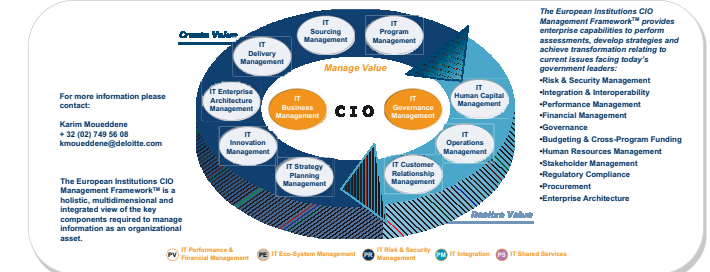 Create Value
IT
Sourcing
Management
IT
Program
Management
IT
Delivery
Management
Manage Value
IT Enterprise
Architecture
Management
IT
Business
Management
CIO
IT
Governance
Management
IT
Human Capital
Management
IT
Innovation
Management
IT
Operations
Management
IT Strategy
Planning
Management
IT Customer
Relationship
Management
Realize Value
For more information please
contact:
Karim Moueddene
+ 32 (02) 749 56 08
kmoueddene@deloitte.com
The European Institutions CIO
Management Framework™ is a
holistic, multidimensional and
integrated view of the key
components required to manage
information as an organizational
asset.
The European Institutions CIO
Management Framework™ provides
enterprise capabilities to perform
assessments, develop strategies and
achieve transformation relating to
current issues facing today's
government leaders:
•Risk & Security Management
•Integration & Interoperability
•Performance Management
•Financial Management
•Governance
•Budgeting & Cross-Program Funding
•Human Resources Management
•Stakeholder Management
•Regulatory Compliance
•Procurement
•Enterprise Architecture
PV IT Performance &
Financial Management
PE IT Eco-System Management
PR IT Risk & Security
Management
PM IT Integration
PS IT Shared Services